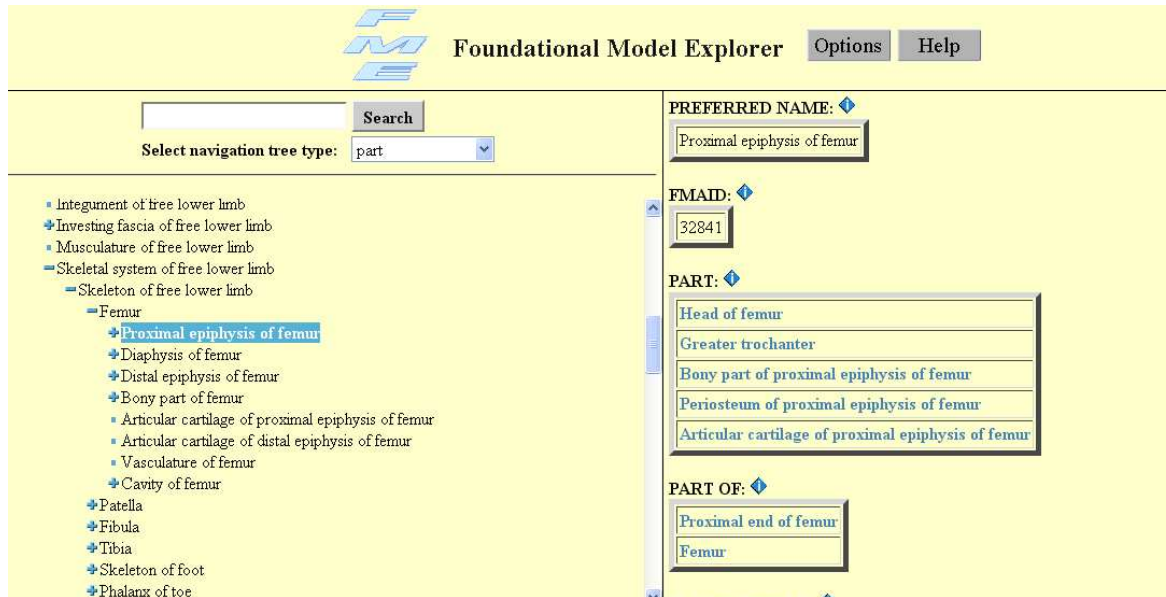 FME
Foundational Model Explorer
Options
Help
Search
Select navigation tree type: part
Integument of free lower limb
Investing fascia of free lower limb
Musculature of free lower limb
Skeletal system of free lower limb
Skeleton of free lower limb
Femur
Proximal epiphysis of femur
Diaphysis of femur
Distal epiphysis of femur
Bony part of femur
Articular cartilage of proximal epiphysis of femur
Articular cartilage of distal epiphysis of femur
Vasculature of femur
Cavity of femur
Patella
Fibula
Tibia
Skeleton of foot
Phalanx of toe
PREFERRED NAME:
Proximal epiphysis of femur
FMAID:
32841
PART:
Head of femur
Greater trochanter
Bony part of proximal epiphysis of femur
Periosteum of proximal epiphysis of femur
Articular cartilage of proximal epiphysis of femur
PART OF:
Proximal end of femur
Femur